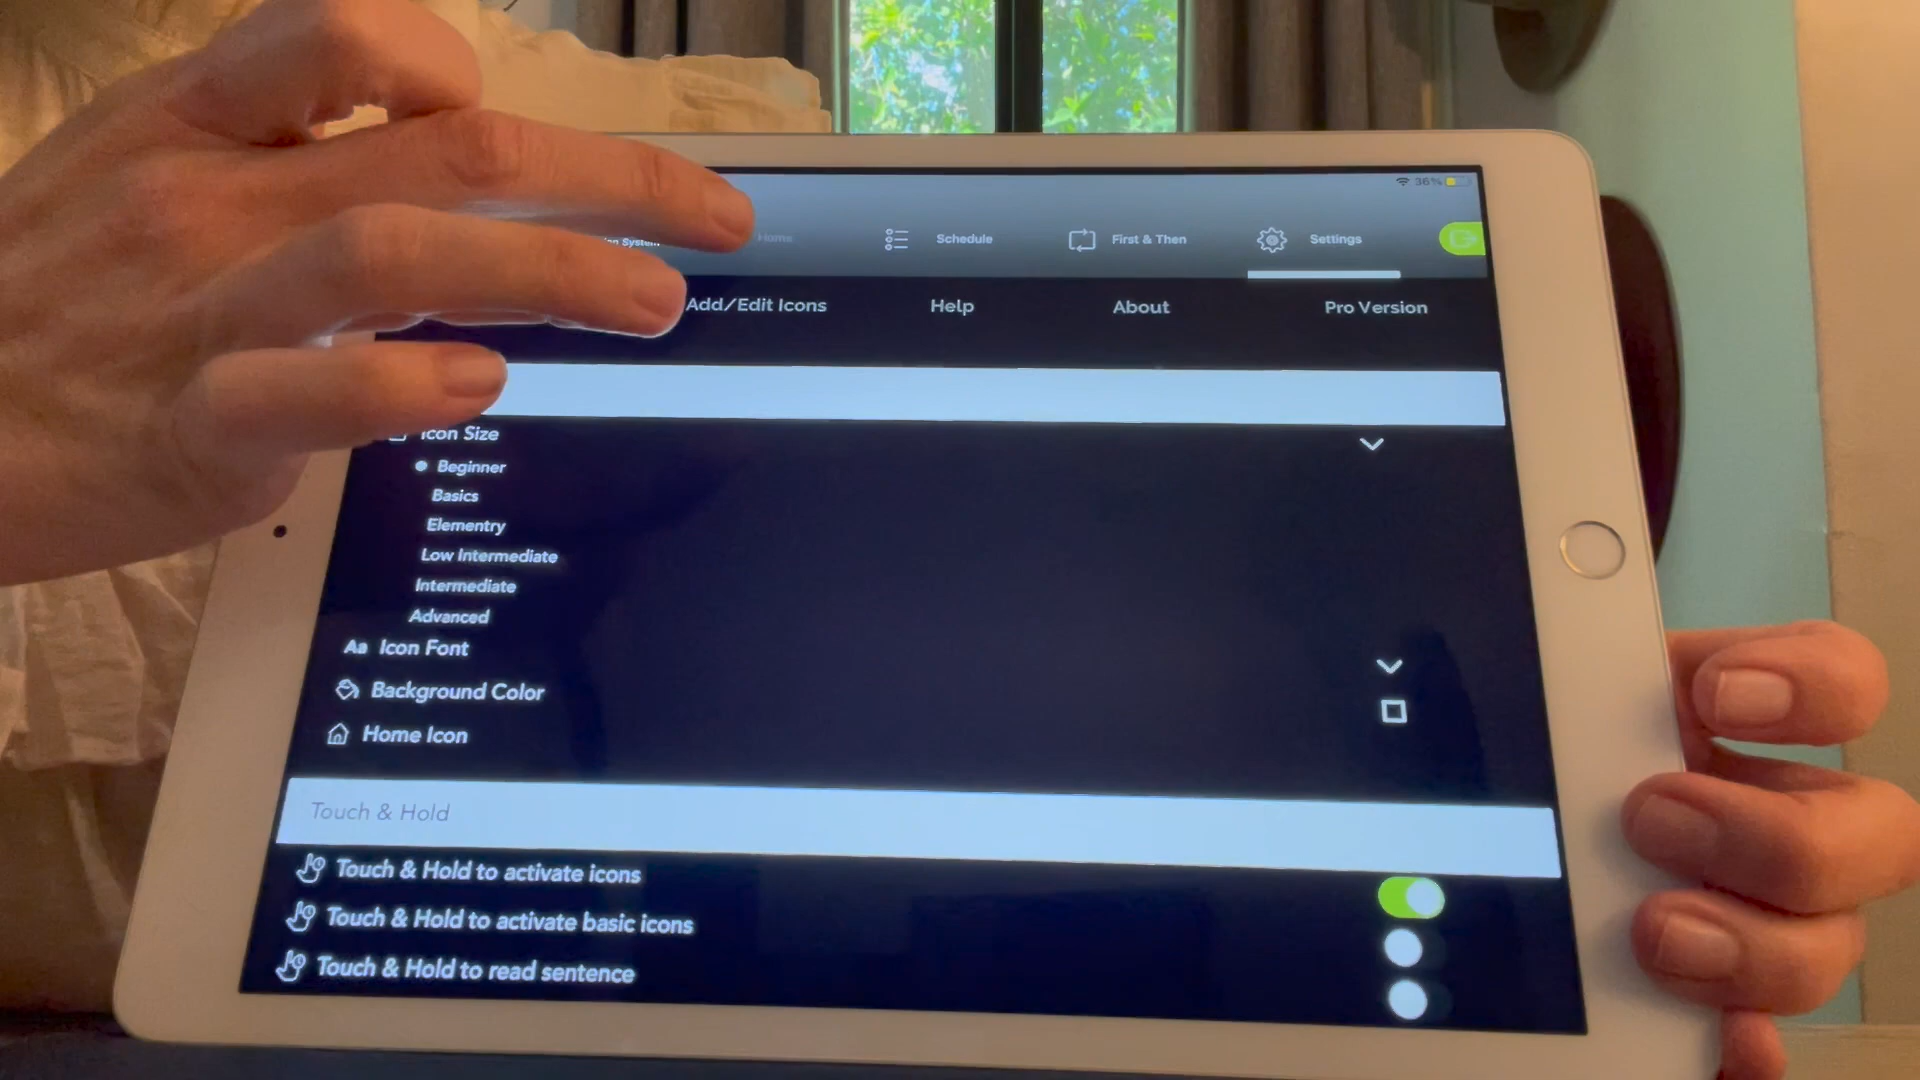 36%
Home
Schedule
First & Then
Settings
Add/Edit Icons
Help
About
Pro Version
Icon Size
Beginner
Basics
Elementry
Low Intermediate
Intermediate
Advanced
Aa Icon Font
Background Color
Home Icon
Touch & Hold
Touch & Hold to activate icons
Touch & Hold to activate basic icons
Touch & Hold to read sentence